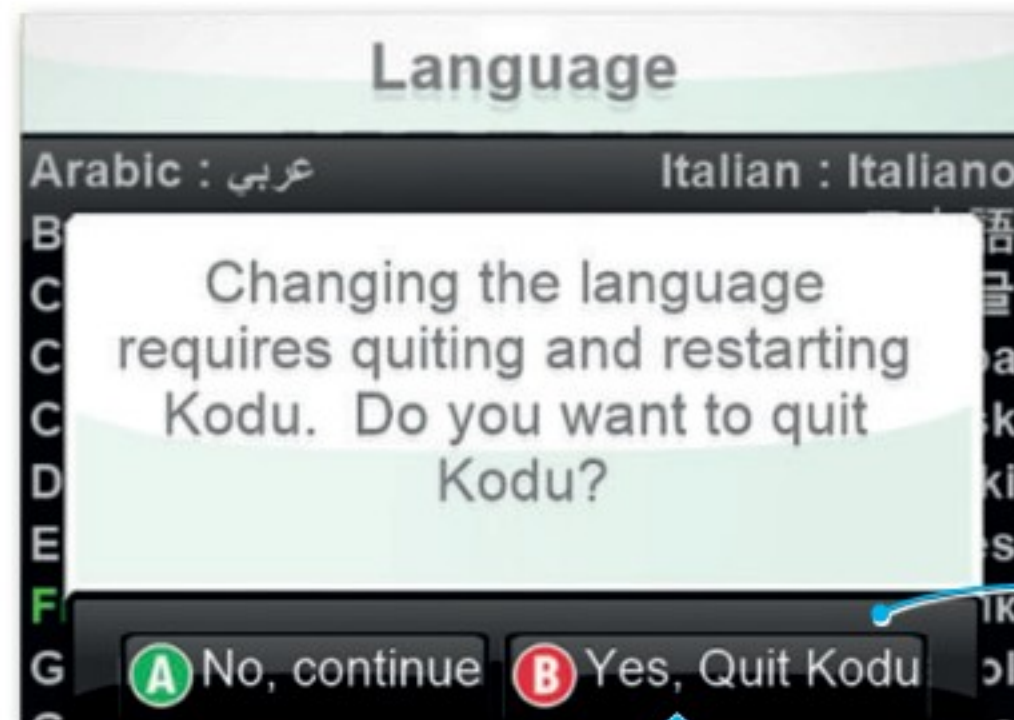 Language
Arabic : عربي
Italian : Italiano
Changing the language
requires quiting and restarting
Kodu. Do you want to quit
Kodu?
A No, continue
B Yes, Quit Kodu